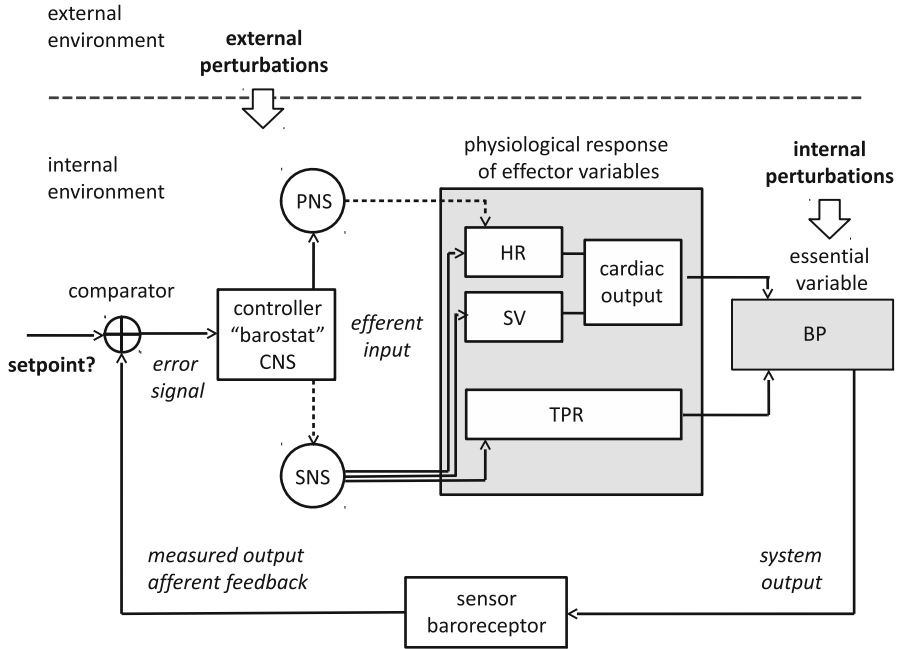 external
environment
external
perturbations
internal
environment
physiological response
of effector variables
internal
perturbations
PNS
HR
essential
variable
cardiac
output
comparator
controller
“barostat”
CNS
efferent
input
SV
BP
setpoint?
error
signal
TPR
SNS
measured output
afferent feedback
system
output
sensor
baroreceptor